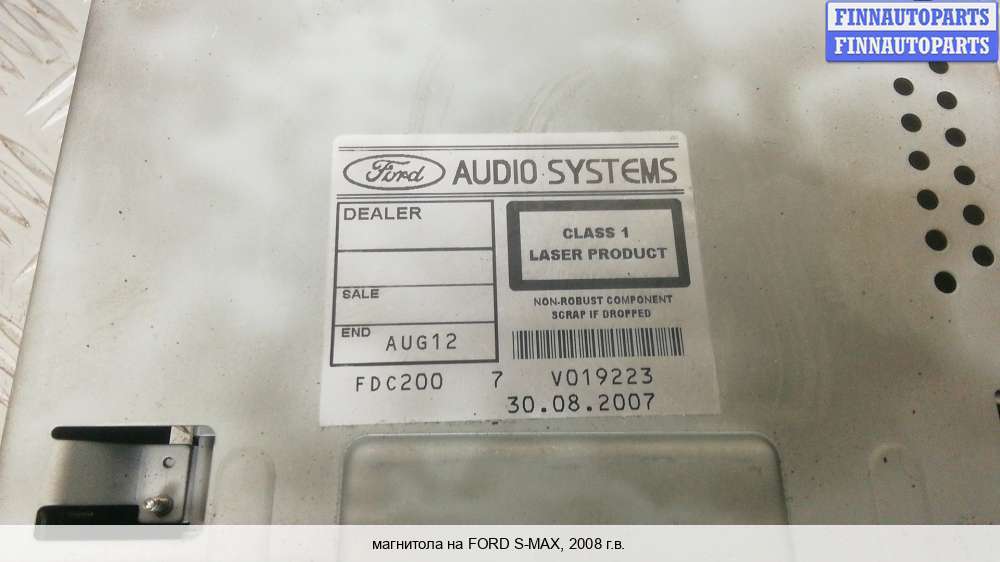 FINNAUTOPARTS
FINNAUTOPARTS
Ford AUDIO SYSTEMS
DEALER
CLASS 1
LASER PRODUCT
SALE
NON-ROBUST COMPONENT
SCRAP IF DROPPED
END AUG12
FDC200 7 V019223
30.08.2007
магнитола на FORD S-MAX, 2008 г.в.